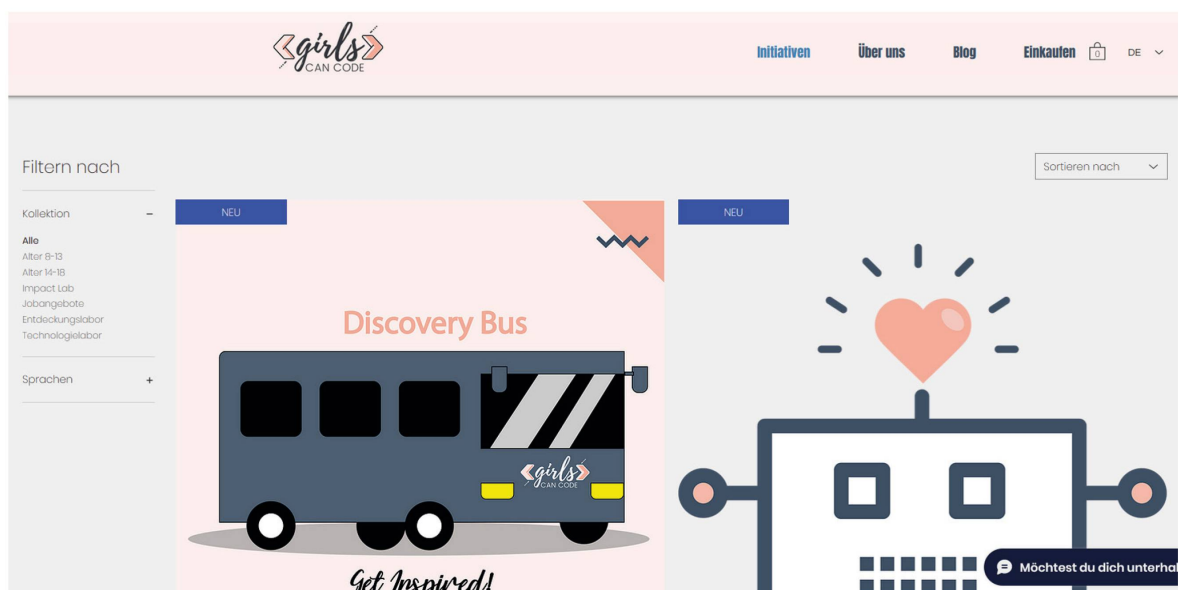 girls
CAN CODE
Initiativen
Über uns
Blog
Einkaufen
0
DE
Filtern nach
Sortieren nach
Kollektion
Alle
Alter 8-13
Alter 14-18
Impact Lab
Jobangebote
Entdeckungslabor
Technologielabor
Sprachen
NEU
Discovery Bus
girls
CAN CODE
Get Inspired!
NEU
Möchtest du dich unterhal